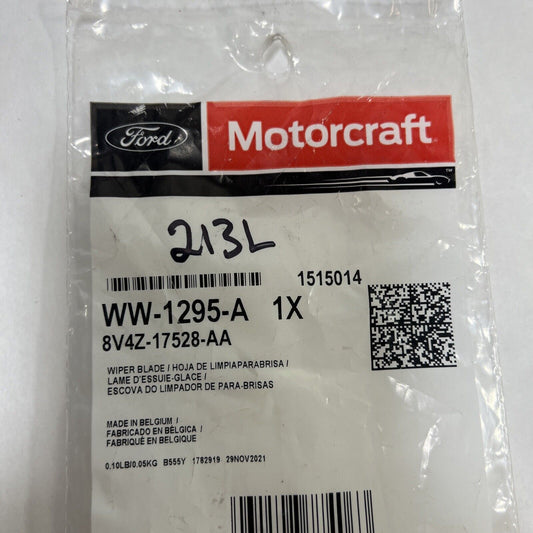 Ford
Motorcraft
TM
213L
1515014
WW-1295-A 1X
8V4Z-17528-AA
WIPER BLADE / HOJA DE LIMPIAPARABRISA /
LAME D'ESSUIE-GLACE /
ESCOVA DO LIMPADOR DE PARA-BRISAS
MADE IN BELGIUM /
FABRICADO EN BÉLGICA /
FABRIQUÉ EN BELGIQUE
0.10LB/0.05KG B555Y 1782919 29NOV2021